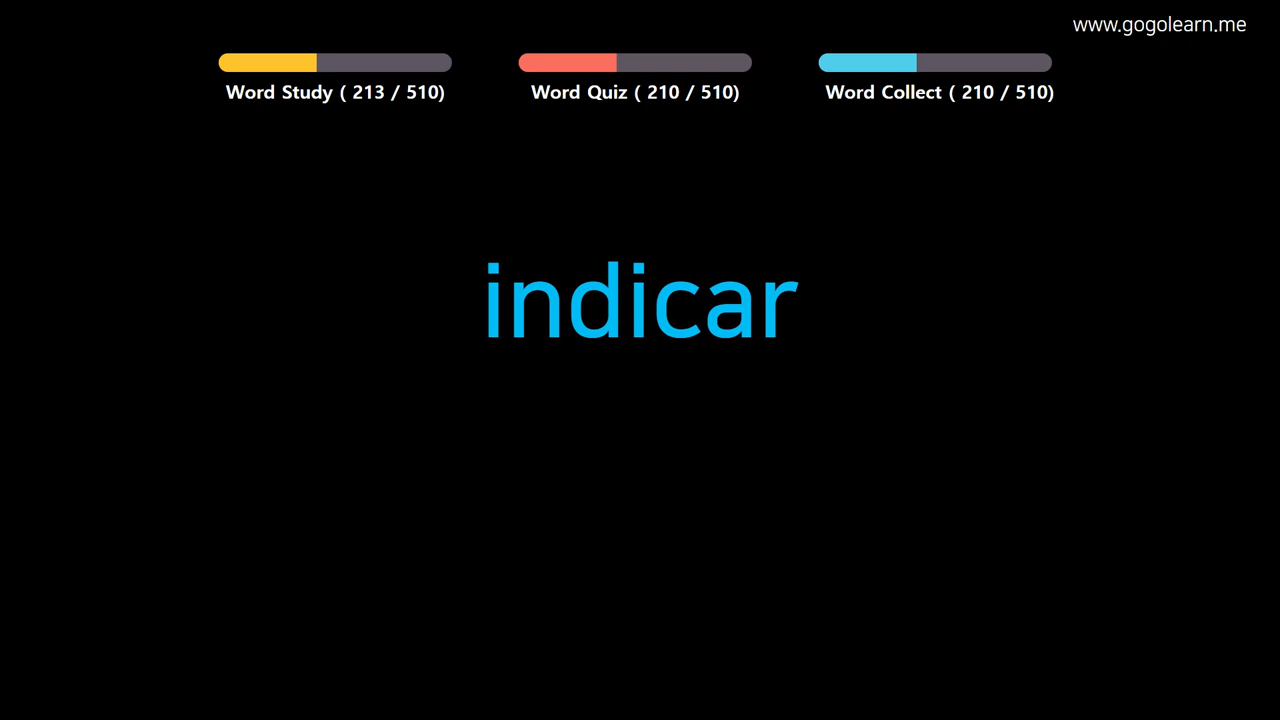 www.gogolearn.me
Word Study ( 213 / 510)
Word Quiz ( 210 / 510)
Word Collect ( 210 / 510)
indicar